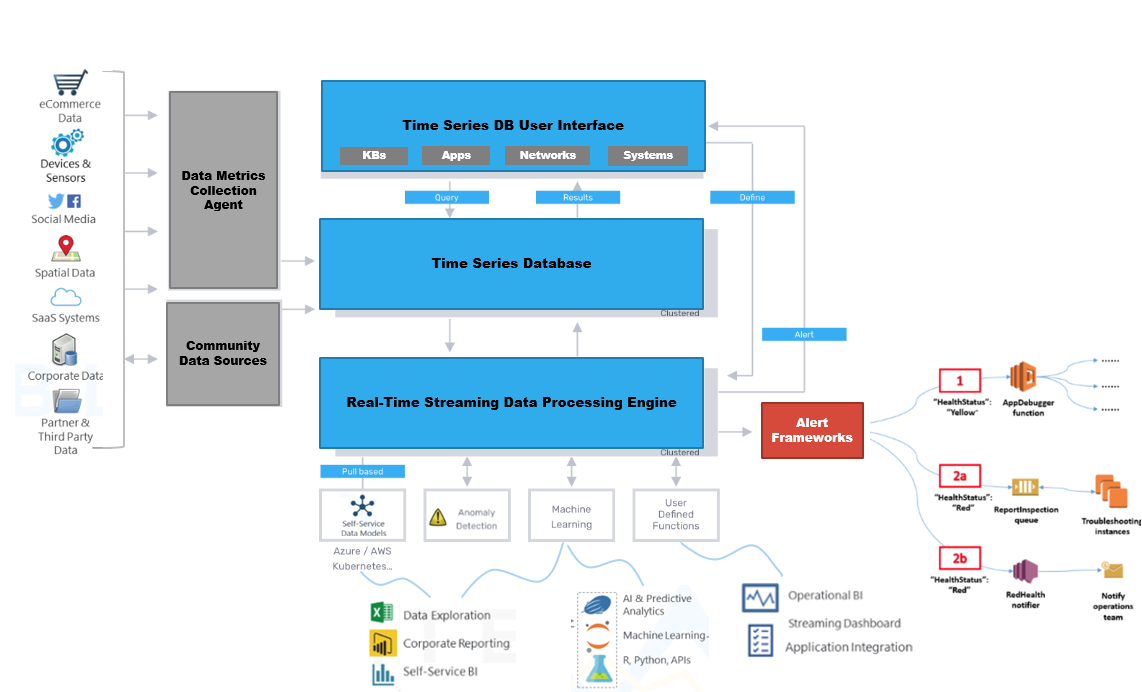 eCommerce
Data
Devices &
Sensors
Social Media
Spatial Data
SaaS Systems
Corporate Data
Partner &
Third Party
Data
Data Metrics
Collection
Agent
Community
Data Sources
Time Series DB User Interface
KBs
Apps
Networks
Systems
Query
Results
Define
Time Series Database
Clustered
Alert
Real-Time Streaming Data Processing Engine
Clustered
Alert
Frameworks
Pull based
Self-Service
Data Models
Anomaly
Detection
Machine
Learning
User
Defined
Functions
Azure / AWS
Kubernetes...
Data Exploration
Corporate Reporting
Self-Service BI
AI & Predictive
Analytics
Machine Learning
R, Python, APIs
Operational BI
Streaming Dashboard
Application Integration
1
"HealthStatus":
"Yellow"
AppDebugger
function
......
......
......
2a
"HealthStatus":
"Red"
ReportInspection
queue
Troubleshooting
instances
2b
"HealthStatus":
"Red"
RedHealth
notifier
Notify
operations
team